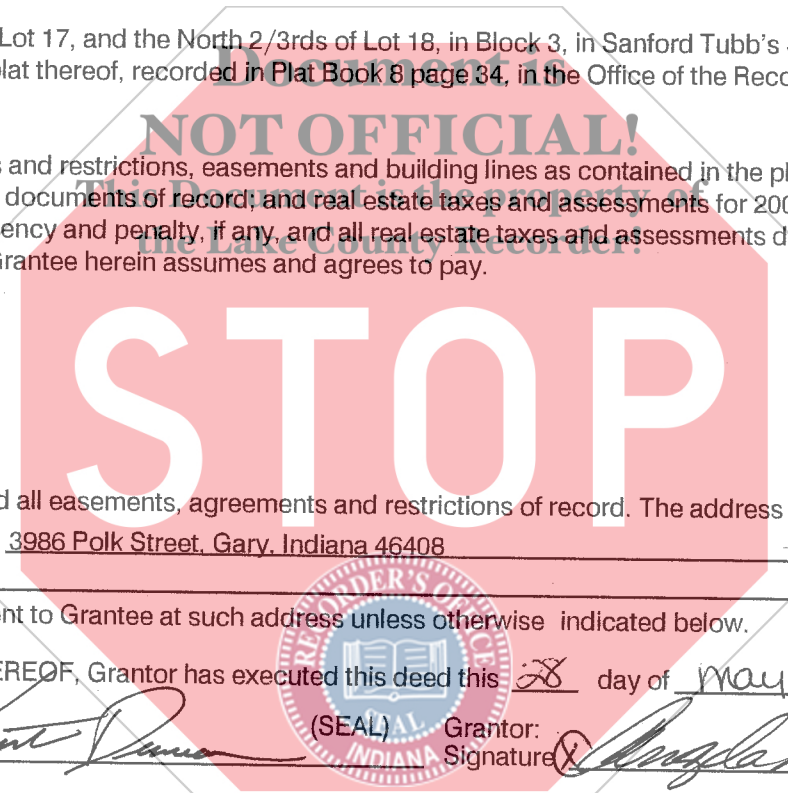 Lot 17, and the North 2/3rds of Lot 18, in Block 3, in Sanford Tubb's
plat thereof, recorded in Plat Book 8 page 34, in the Office of the Reco
Document is
NOT OFFICIAL!
s and restrictions, easements and building lines as contained in the pl
This Document is the property of
documents of record; and real estate taxes and assessments for 200
ency and penalty, if any, and all real estate taxes and assessments d
the Lake County Recorder!
Grantee herein assumes and agrees to pay.
STOP
d all easements, agreements and restrictions of record. The address
3986 Polk Street, Gary, Indiana 46408
RECORDER'S OFFICE
nt to Grantee at such address unless otherwise indicated below.
EREOF, Grantor has executed this deed this 28 day of May
(SEAL) Grantor:
SEAL
Signature
INDIANA